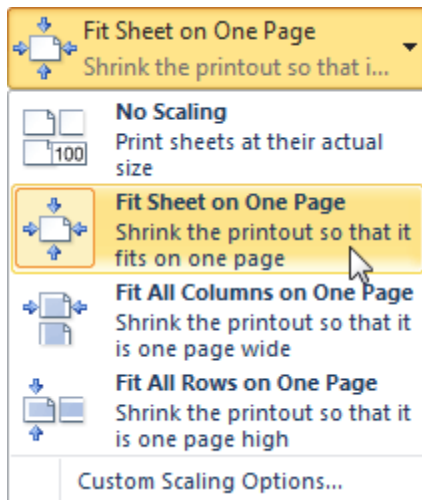 Fit Sheet on One Page
Shrink the printout so that i...
No Scaling
Print sheets at their actual
size
100
Fit Sheet on One Page
Shrink the printout so that it
fits on one page
Fit All Columns on One Page
Shrink the printout so that it
is one page wide
Fit All Rows on One Page
Shrink the printout so that it
is one page high
Custom Scaling Options...